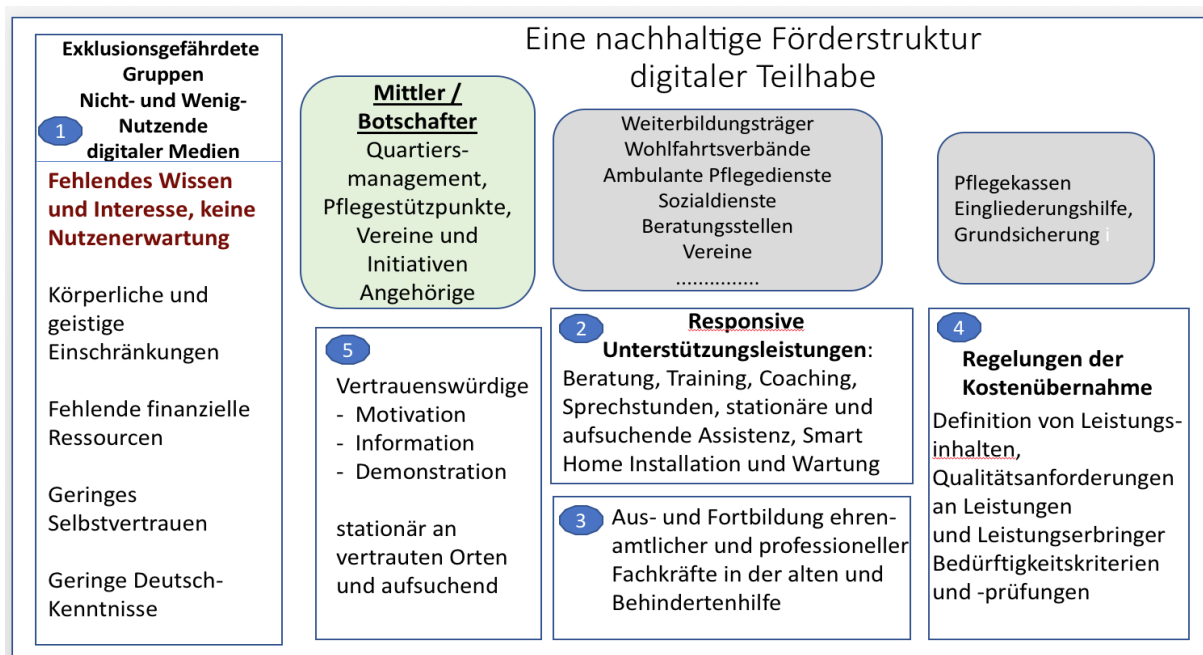 Eine nachhaltige Förderstruktur
digitaler Teilhabe
Exklusionsgefährdete
Gruppen
Nicht- und Wenig-
Nutzende
digitaler Medien
1
Fehlendes Wissen
und Interesse, keine
Nutzenerwartung
Körperliche und
geistige
Einschränkungen
Fehlende finanzielle
Ressourcen
Geringes
Selbstvertrauen
Geringe Deutsch-
Kenntnisse
Mittler /
Botschafter
Quartiers-
management,
Pflegestützpunkte,
Vereine und
Initiativen
Angehörige
5
Vertrauenswürdige
- Motivation
- Information
- Demonstration
stationär an
vertrauten Orten
und aufsuchend
Weiterbildungsträger
Wohlfahrtsverbände
Ambulante Pflegedienste
Sozialdienste
Beratungsstellen
Vereine
...............
2
Responsive
Unterstützungsleistungen:
Beratung, Training, Coaching,
Sprechstunden, stationäre und
aufsuchende Assistenz, Smart
Home Installation und Wartung
3
Aus- und Fortbildung ehren-
amtlicher und professioneller
Fachkräfte in der alten und
Behindertenhilfe
Pflegekassen
Eingliederungshilfe,
Grundsicherung i
4
Regelungen der
Kostenübernahme
Definition von Leistungs-
inhalten,
Qualitätsanforderungen
an Leistungen
und Leistungserbringer
Bedürftigkeitskriterien
und -prüfungen